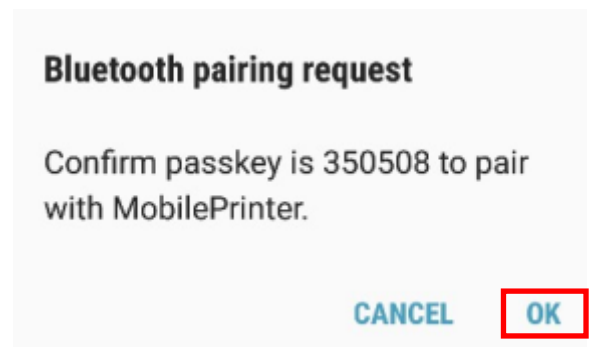 Bluetooth pairing request
Confirm passkey is 350508 to pair
with MobilePrinter.
CANCEL OK